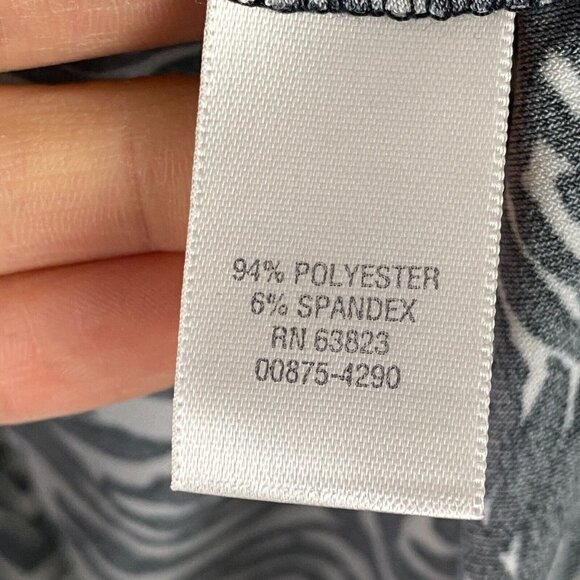 94% POLYESTER
6% SPANDEX
RN 63823
00875-4290